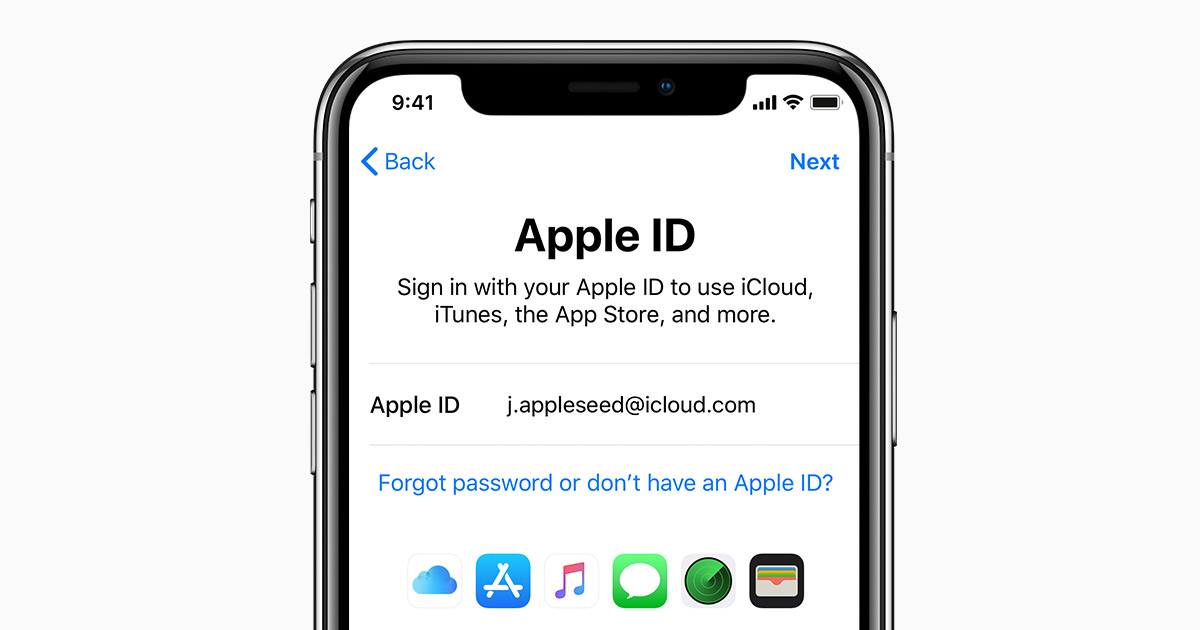 9:41
Back
Next
Apple ID
Sign in with your Apple ID to use iCloud,
iTunes, the App Store, and more.
Apple ID j.appleseed@icloud.com
Forgot password or don’t have an Apple ID?